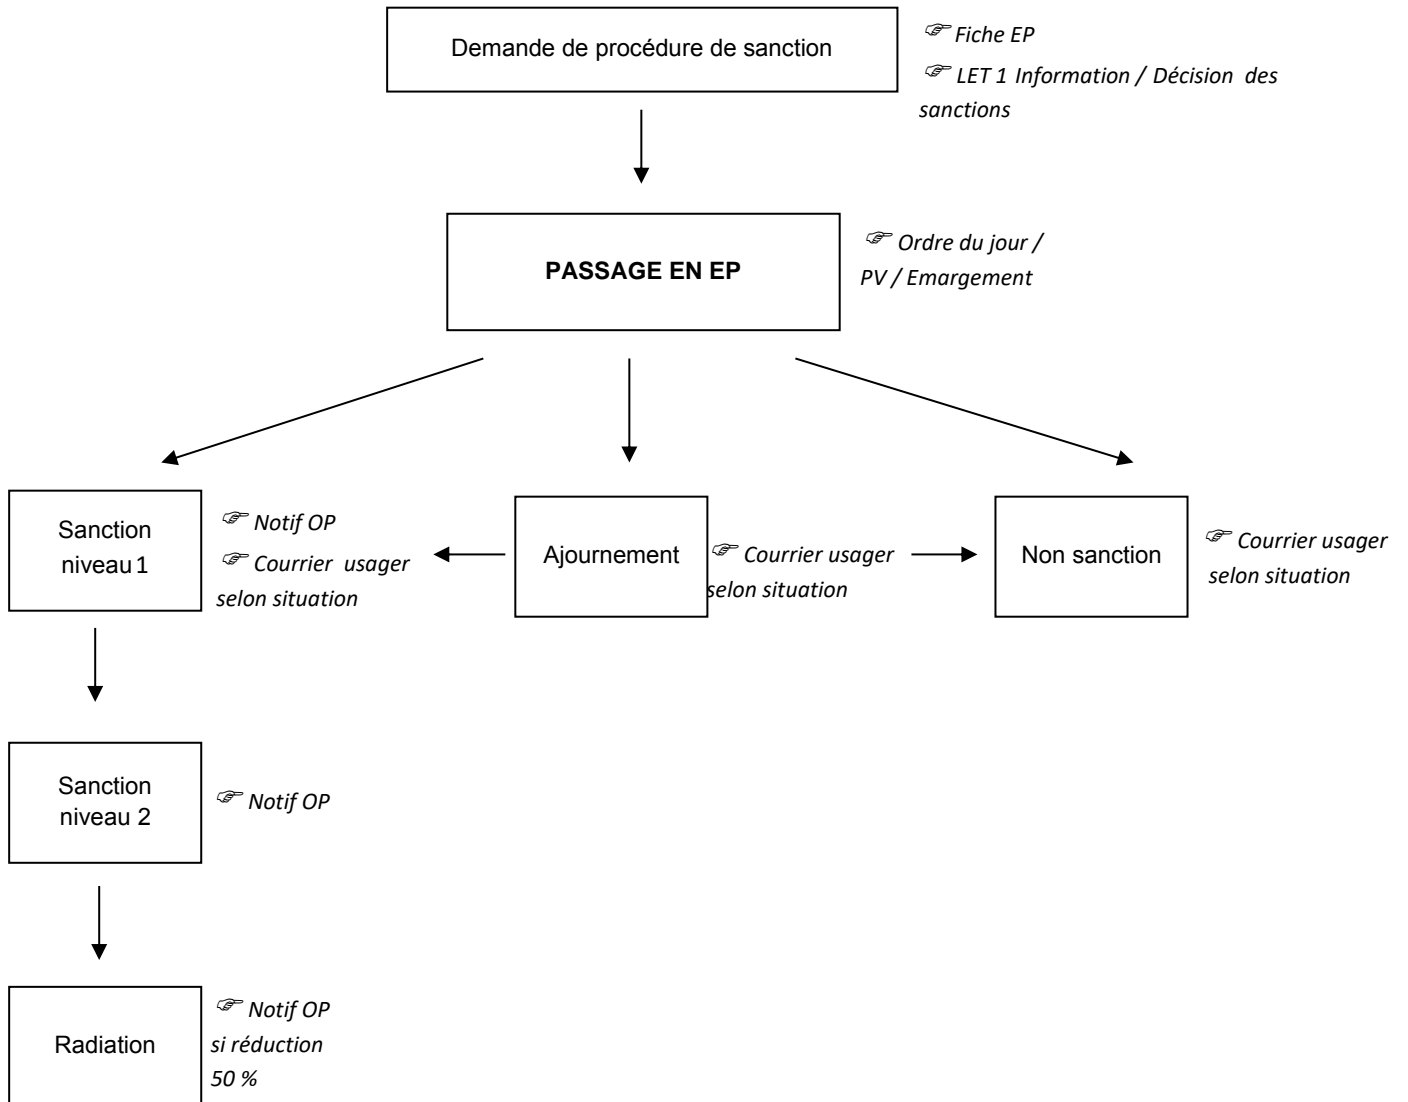 Demande de procédure de sanction
☞ Fiche EP
☞ LET 1 Information / Décision des
sanctions
PASSAGE EN EP
☞ Ordre du jour /
PV / Emargement
Sanction
niveau 1
☞ Notif OP
☞ Courrier usager
selon situation
Ajournement
☞ Courrier usager
selon situation
Non sanction
☞ Courrier usager
selon situation
Sanction
niveau 2
☞ Notif OP
Radiation
☞ Notif OP
si réduction
50 %